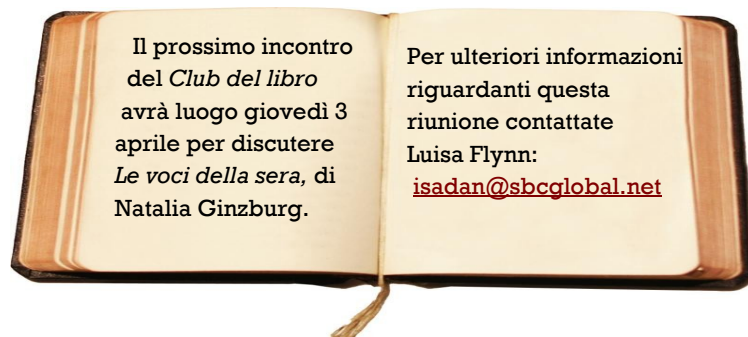 Il prossimo incontro
del Club del libro
avrà luogo giovedì 3
aprile per discutere
Le voci della sera, di
Natalia Ginzburg.
Per ulteriori informazioni
riguardanti questa
riunione contattate
Luisa Flynn:
isadan@sbcglobal.net